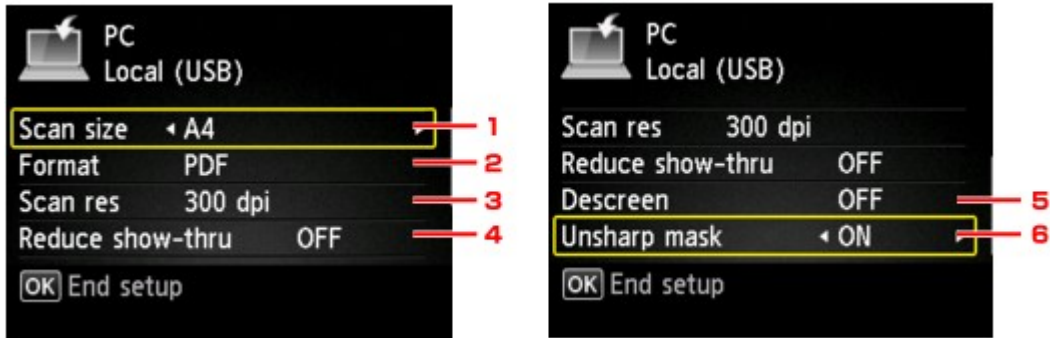 PC
Local (USB)
Scan size A4 1
Format PDF 2
Scan res 300 dpi 3
Reduce show-thru OFF 4
OK End setup
PC
Local (USB)
Scan res 300 dpi
Reduce show-thru OFF
Descreen OFF 5
Unsharp mask ON 6
OK End setup